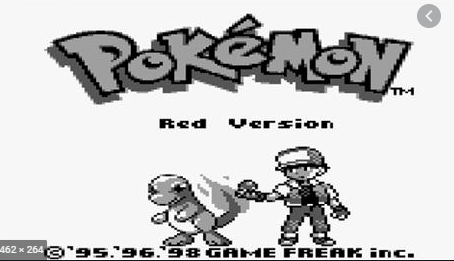 POKéMON
TM
Red Version
462 × 264
©'95.'96.'98 GAME FREAK inc.